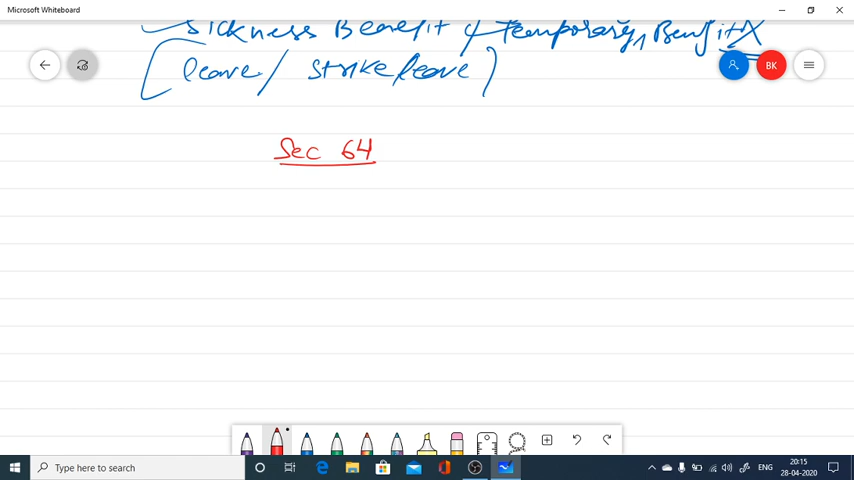 Microsoft Whiteboard
Sickness Benefit & temporary, Benefit X
(leave/ strike leave)
BK
Sec 64
Type here to search
ENG
20:15
28-04-2020